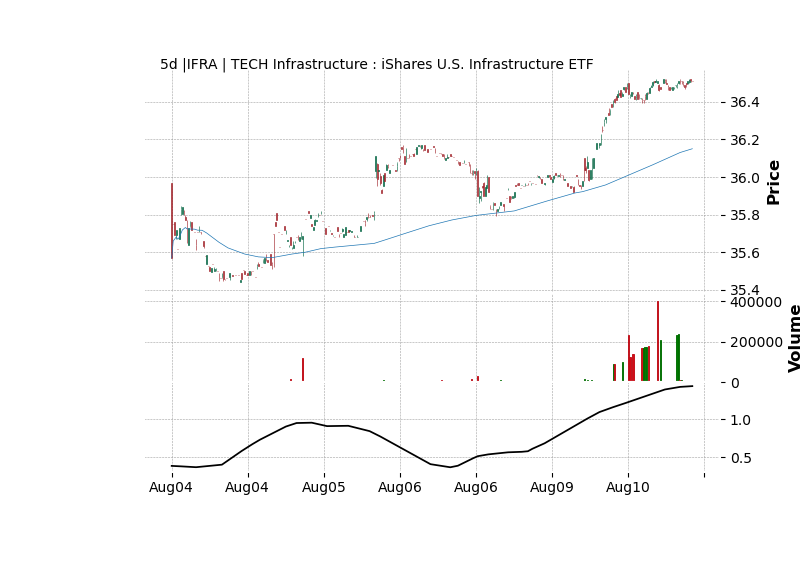 5d |IFRA | TECH Infrastructure : iShares U.S. Infrastructure ETF
36.4
36.2
36.0
35.8
35.6
35.4
Price
400000
200000
0
Volume
1.0
0.5
Aug04 Aug04 Aug05 Aug06 Aug06 Aug09 Aug10